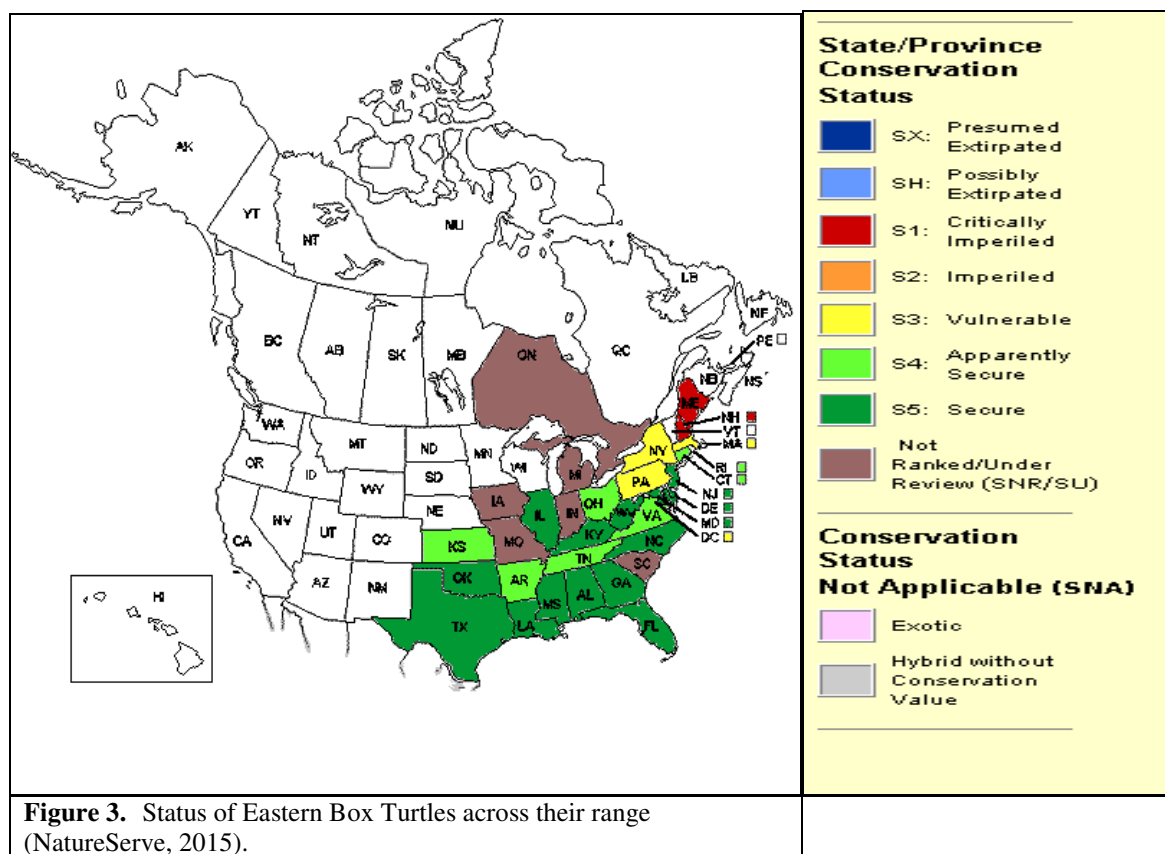 AK
YT
NT
NU
LB
NF
PE
BC
AB
SK
MB
ON
QC
NB
NS
ME
NH
VT
MA
WA
MT
ND
MN
OR
ID
SD
WI
MI
NY
WY
IA
PA
RI
CT
NE
NJ
NV
UT
CO
IL
IN
OH
DE
CA
KS
MO
KY
WV
VA
MD
DC
AZ
NM
OK
AR
TN
NC
SC
HI
TX
LA
MS
AL
GA
FL
State/Province
Conservation
Status
SX: Presumed
Extirpated
SH: Possibly
Extirpated
S1: Critically
Imperiled
S2: Imperiled
S3: Vulnerable
S4: Apparently
Secure
S5: Secure
Not
Ranked/Under
Review (SNR/SU)
Conservation
Status
Not Applicable (SNA)
Exotic
Hybrid without
Conservation
Value
Figure 3. Status of Eastern Box Turtles across their range
(NatureServe, 2015).